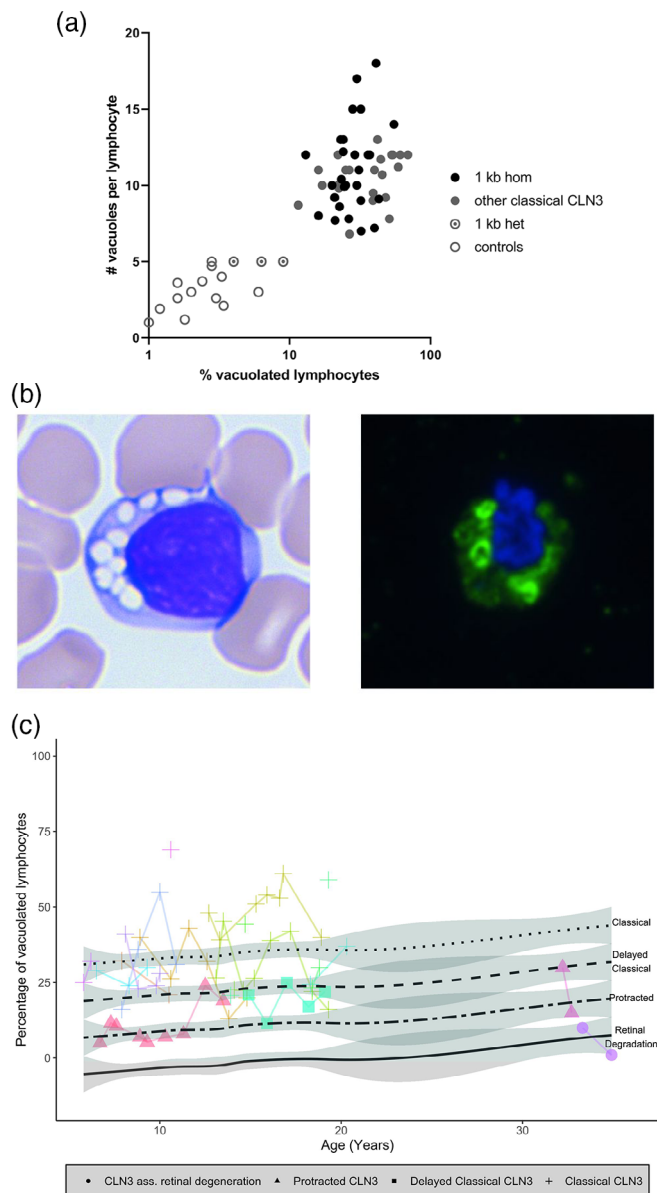 (a)
# vacuoles per lymphocyte
20
15
10
5
0
1
10
100
% vacuolated lymphocytes
1 kb hom
other classical CLN3
1 kb het
controls
(b)
(c)
Percentage of vacuolated lymphocytes
100
75
50
25
0
Classical
Delayed
Classical
Protracted
Retinal
Degradation
10
20
30
Age (Years)
CLN3 ass. retinal degeneration
Protracted CLN3
Delayed Classical CLN3
Classical CLN3